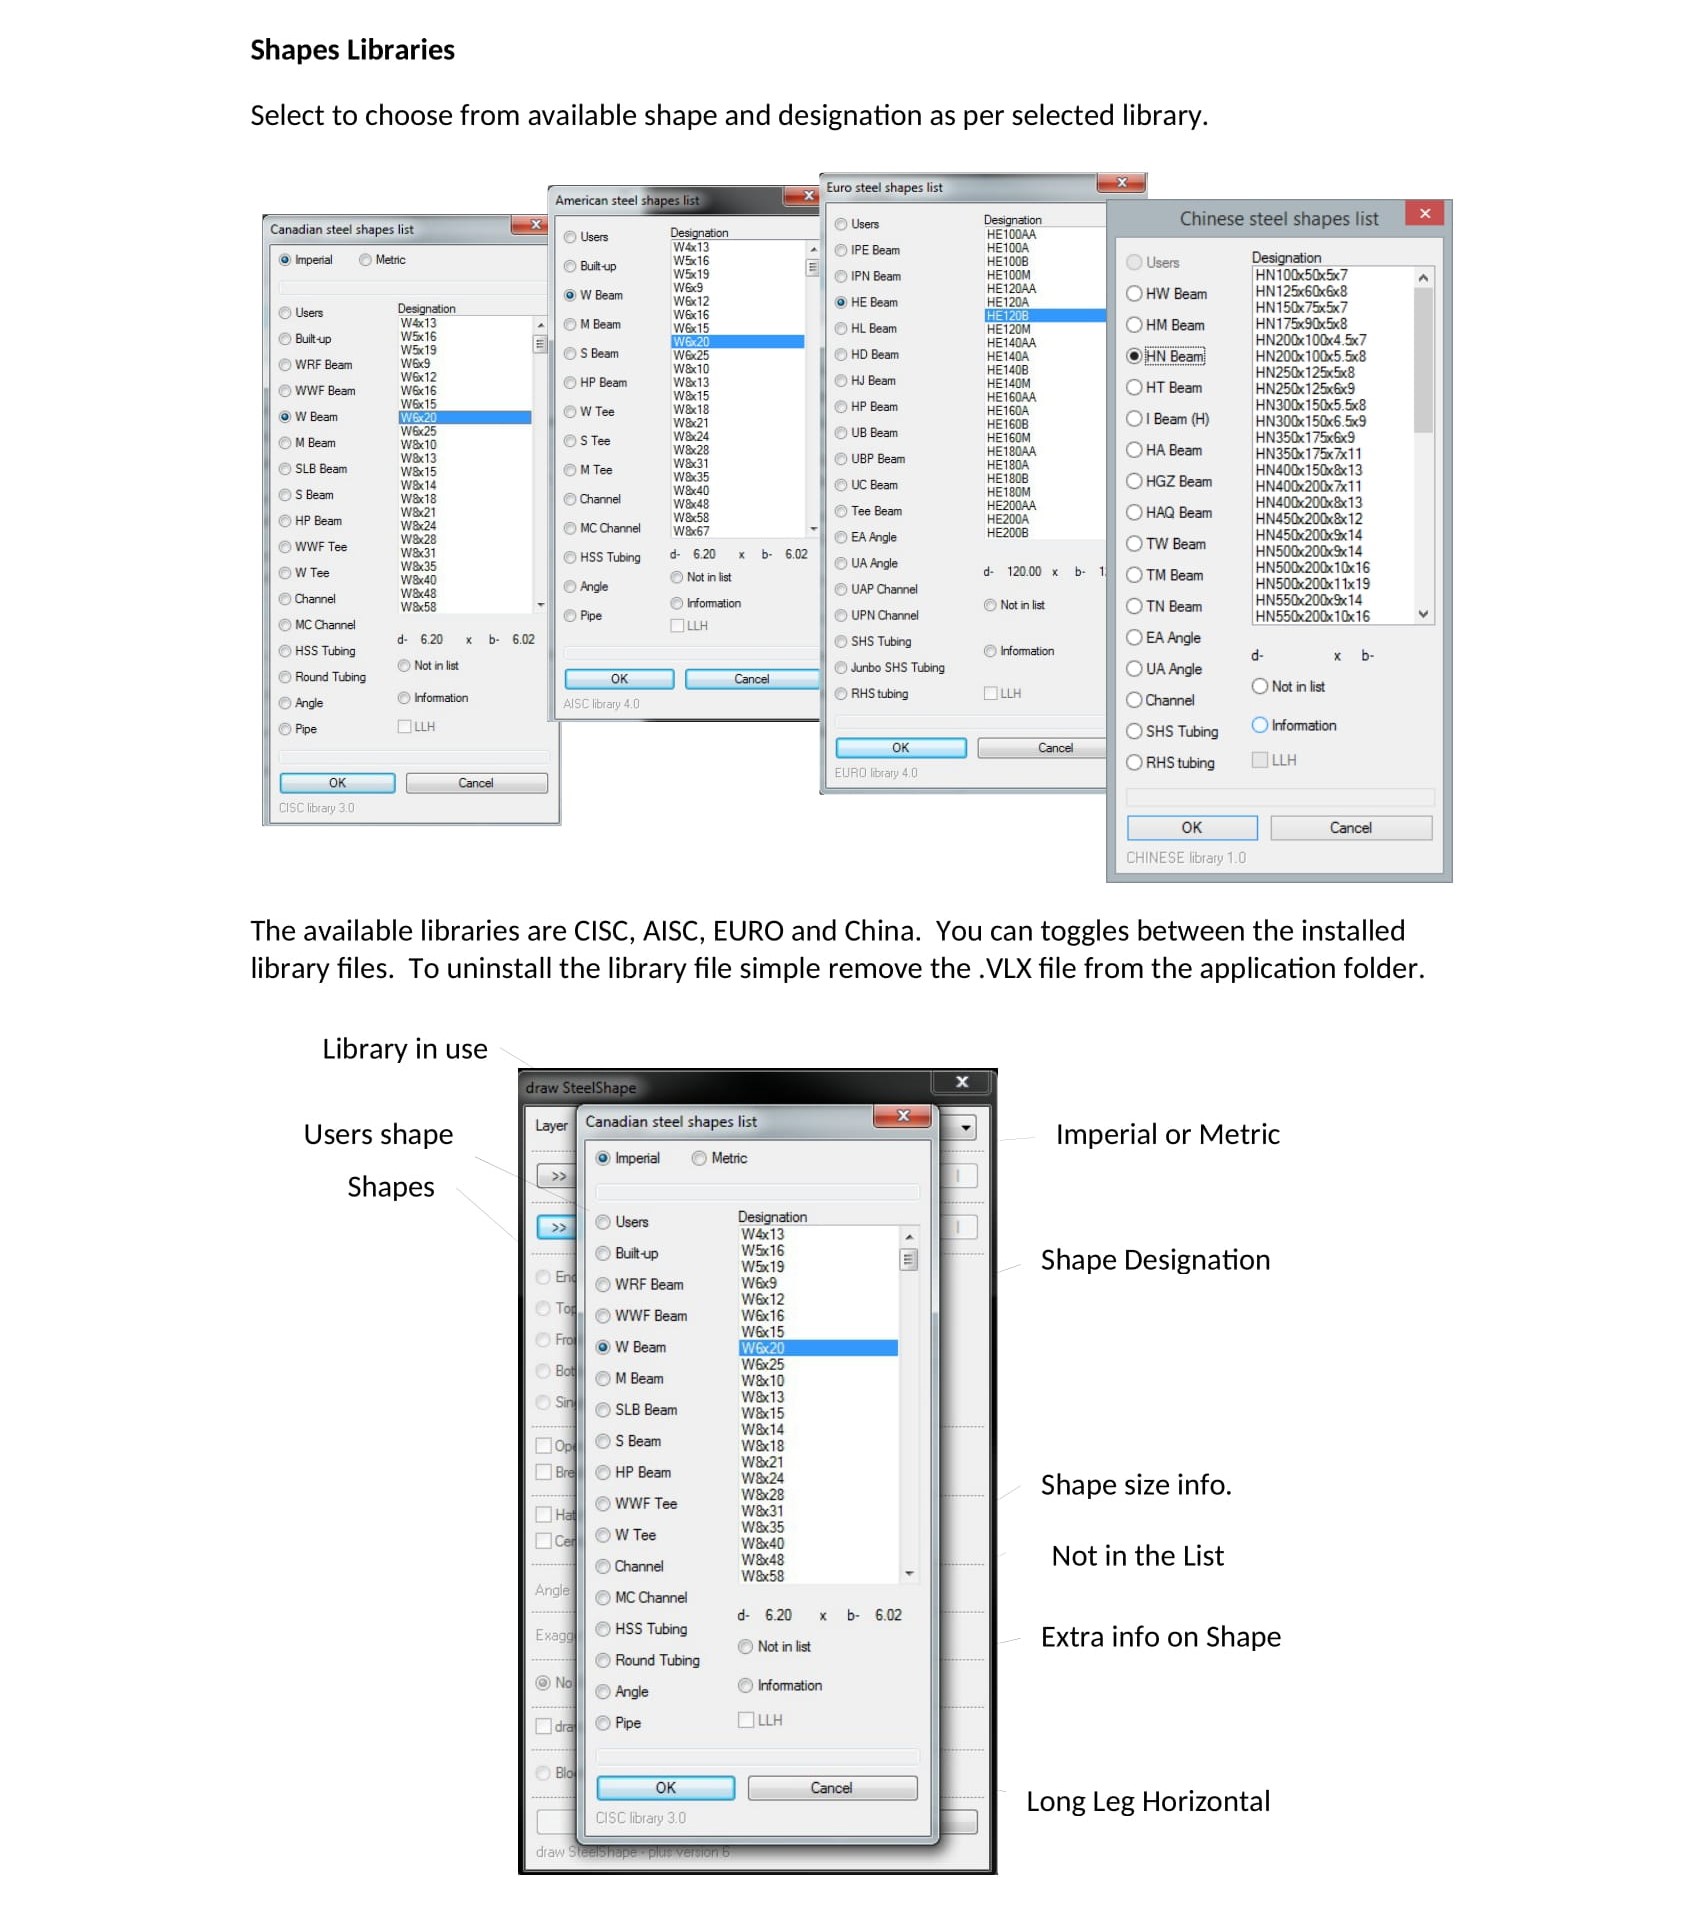 Shapes Libraries
Select to choose from available shape and designation as per selected library.
Canadian steel shapes list
Imperial
Metric
Users
Built-up
WRF Beam
WWF Beam
W Beam
M Beam
SLB Beam
S Beam
HP Beam
WWF Tee
W Tee
Channel
MC Channel
HSS Tubing
Round Tubing
Angle
Pipe
Designation
W4x13
W5x16
W5x19
W6x9
W6x12
W6x16
W6x15
W6x20
W6x25
W8x10
W8x13
W8x15
W8x14
W8x18
W8x21
W8x24
W8x28
W8x31
W8x35
W8x40
W8x48
W8x58
d- 6.20 x b- 6.02
Not in list
Information
LLH
OK
Cancel
CISC library 3.0
American steel shapes list
Users
Built-up
W Beam
M Beam
S Beam
HP Beam
W Tee
S Tee
M Tee
Channel
MC Channel
HSS Tubing
Angle
Pipe
Designation
W4x13
W5x16
W5x19
W6x9
W6x12
W6x16
W6x15
W6x20
W6x25
W8x10
W8x13
W8x15
W8x18
W8x21
W8x24
W8x28
W8x31
W8x35
W8x40
W8x48
W8x58
W8x67
d- 6.20 x b- 6.02
Not in list
Information
LLH
OK
Cancel
AISC library 4.0
Euro steel shapes list
Users
IPE Beam
IPN Beam
HE Beam
HL Beam
HD Beam
HJ Beam
HP Beam
UB Beam
UBP Beam
UC Beam
Tee Beam
EA Angle
UA Angle
UAP Channel
UPN Channel
SHS Tubing
Junbo SHS Tubing
RHS tubing
Designation
HE100AA
HE100A
HE100B
HE100M
HE120AA
HE120A
HE120B
HE120M
HE140AA
HE140A
HE140B
HE140M
HE160AA
HE160A
HE160B
HE160M
HE180AA
HE180A
HE180B
HE180M
HE200AA
HE200A
HE200B
d- 120.00 x b- 1
Not in list
Information
LLH
OK
Cancel
EURO library 4.0
Chinese steel shapes list
Users
HW Beam
HM Beam
HN Beam
HT Beam
I Beam (H)
HA Beam
HGZ Beam
HAQ Beam
TW Beam
TM Beam
TN Beam
EA Angle
UA Angle
Channel
SHS Tubing
RHS tubing
Designation
HN100x50x5x7
HN125x60x6x8
HN150x75x5x7
HN175x90x5x8
HN200x100x4.5x7
HN200x100x5.5x8
HN250x125x5x8
HN250x125x6x9
HN300x150x5.5x8
HN300x150x6.5x9
HN350x175x6x9
HN350x175x7x11
HN400x150x8x13
HN400x200x7x11
HN400x200x8x13
HN450x200x8x12
HN450x200x9x14
HN500x200x9x14
HN500x200x10x16
HN500x200x11x19
HN550x200x9x14
HN550x200x10x16
d- x b-
Not in list
Information
LLH
OK
Cancel
CHINESE library 1.0
The available libraries are CISC, AISC, EURO and China. You can toggles between the installed
library files. To uninstall the library file simple remove the .VLX file from the application folder.
Library in use
Users shape
Shapes
draw SteelShape
Layer
>>
>>
Enc
Top
Fro
Bot
Sin
Ope
Bre
Hat
Cer
Angle
Exagg
No
dra
Blo
draw SteelShape - plus version 6
Canadian steel shapes list
Imperial
Metric
Users
Built-up
WRF Beam
WWF Beam
W Beam
M Beam
SLB Beam
S Beam
HP Beam
WWF Tee
W Tee
Channel
MC Channel
HSS Tubing
Round Tubing
Angle
Pipe
Designation
W4x13
W5x16
W5x19
W6x9
W6x12
W6x16
W6x15
W6x20
W6x25
W8x10
W8x13
W8x15
W8x14
W8x18
W8x21
W8x24
W8x28
W8x31
W8x35
W8x40
W8x48
W8x58
d- 6.20 x b- 6.02
Not in list
Information
LLH
OK
Cancel
CISC library 3.0
Imperial or Metric
Shape Designation
Shape size info.
Not in the List
Extra info on Shape
Long Leg Horizontal